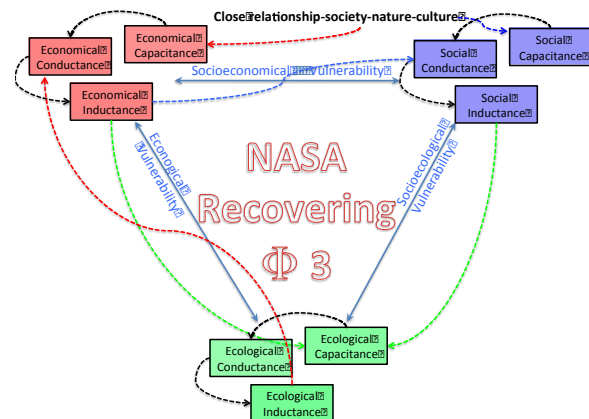 Close relationship-society-nature-culture
Economical
Capacitance
Economical
Conductance
Economical
Inductance
Socioeconomical Vulnerability
Social
Conductance
Social
Capacitance
Social
Inductance
Econogical
Vulnerability
Socioecological
Vulnerability
NASA
Recovering
Φ 3
Ecological
Conductance
Ecological
Capacitance
Ecological
Inductance